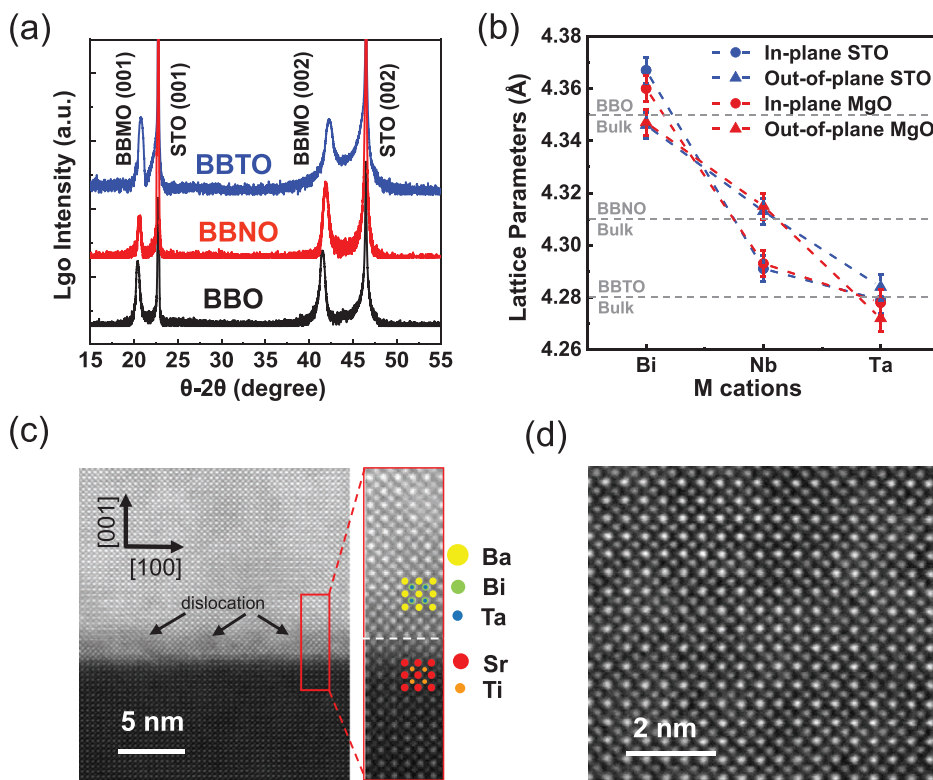 (a)
Lgo Intensity (a.u.)
BBMO (001)
STO (001)
BBMO (002)
STO (002)
BBTO
BBNO
BBO
15 20 25 30 35 40 45 50 55
θ-2θ (degree)
(b)
Lattice Parameters (Å)
4.38
4.36
4.34
4.32
4.30
4.28
4.26
In-plane STO
Out-of-plane STO
In-plane MgO
Out-of-plane MgO
BBO
Bulk
BBNO
Bulk
BBTO
Bulk
Bi Nb Ta
M cations
(c)
[001]
[100]
dislocation
5 nm
Ba
Bi
Ta
Sr
Ti
(d)
2 nm